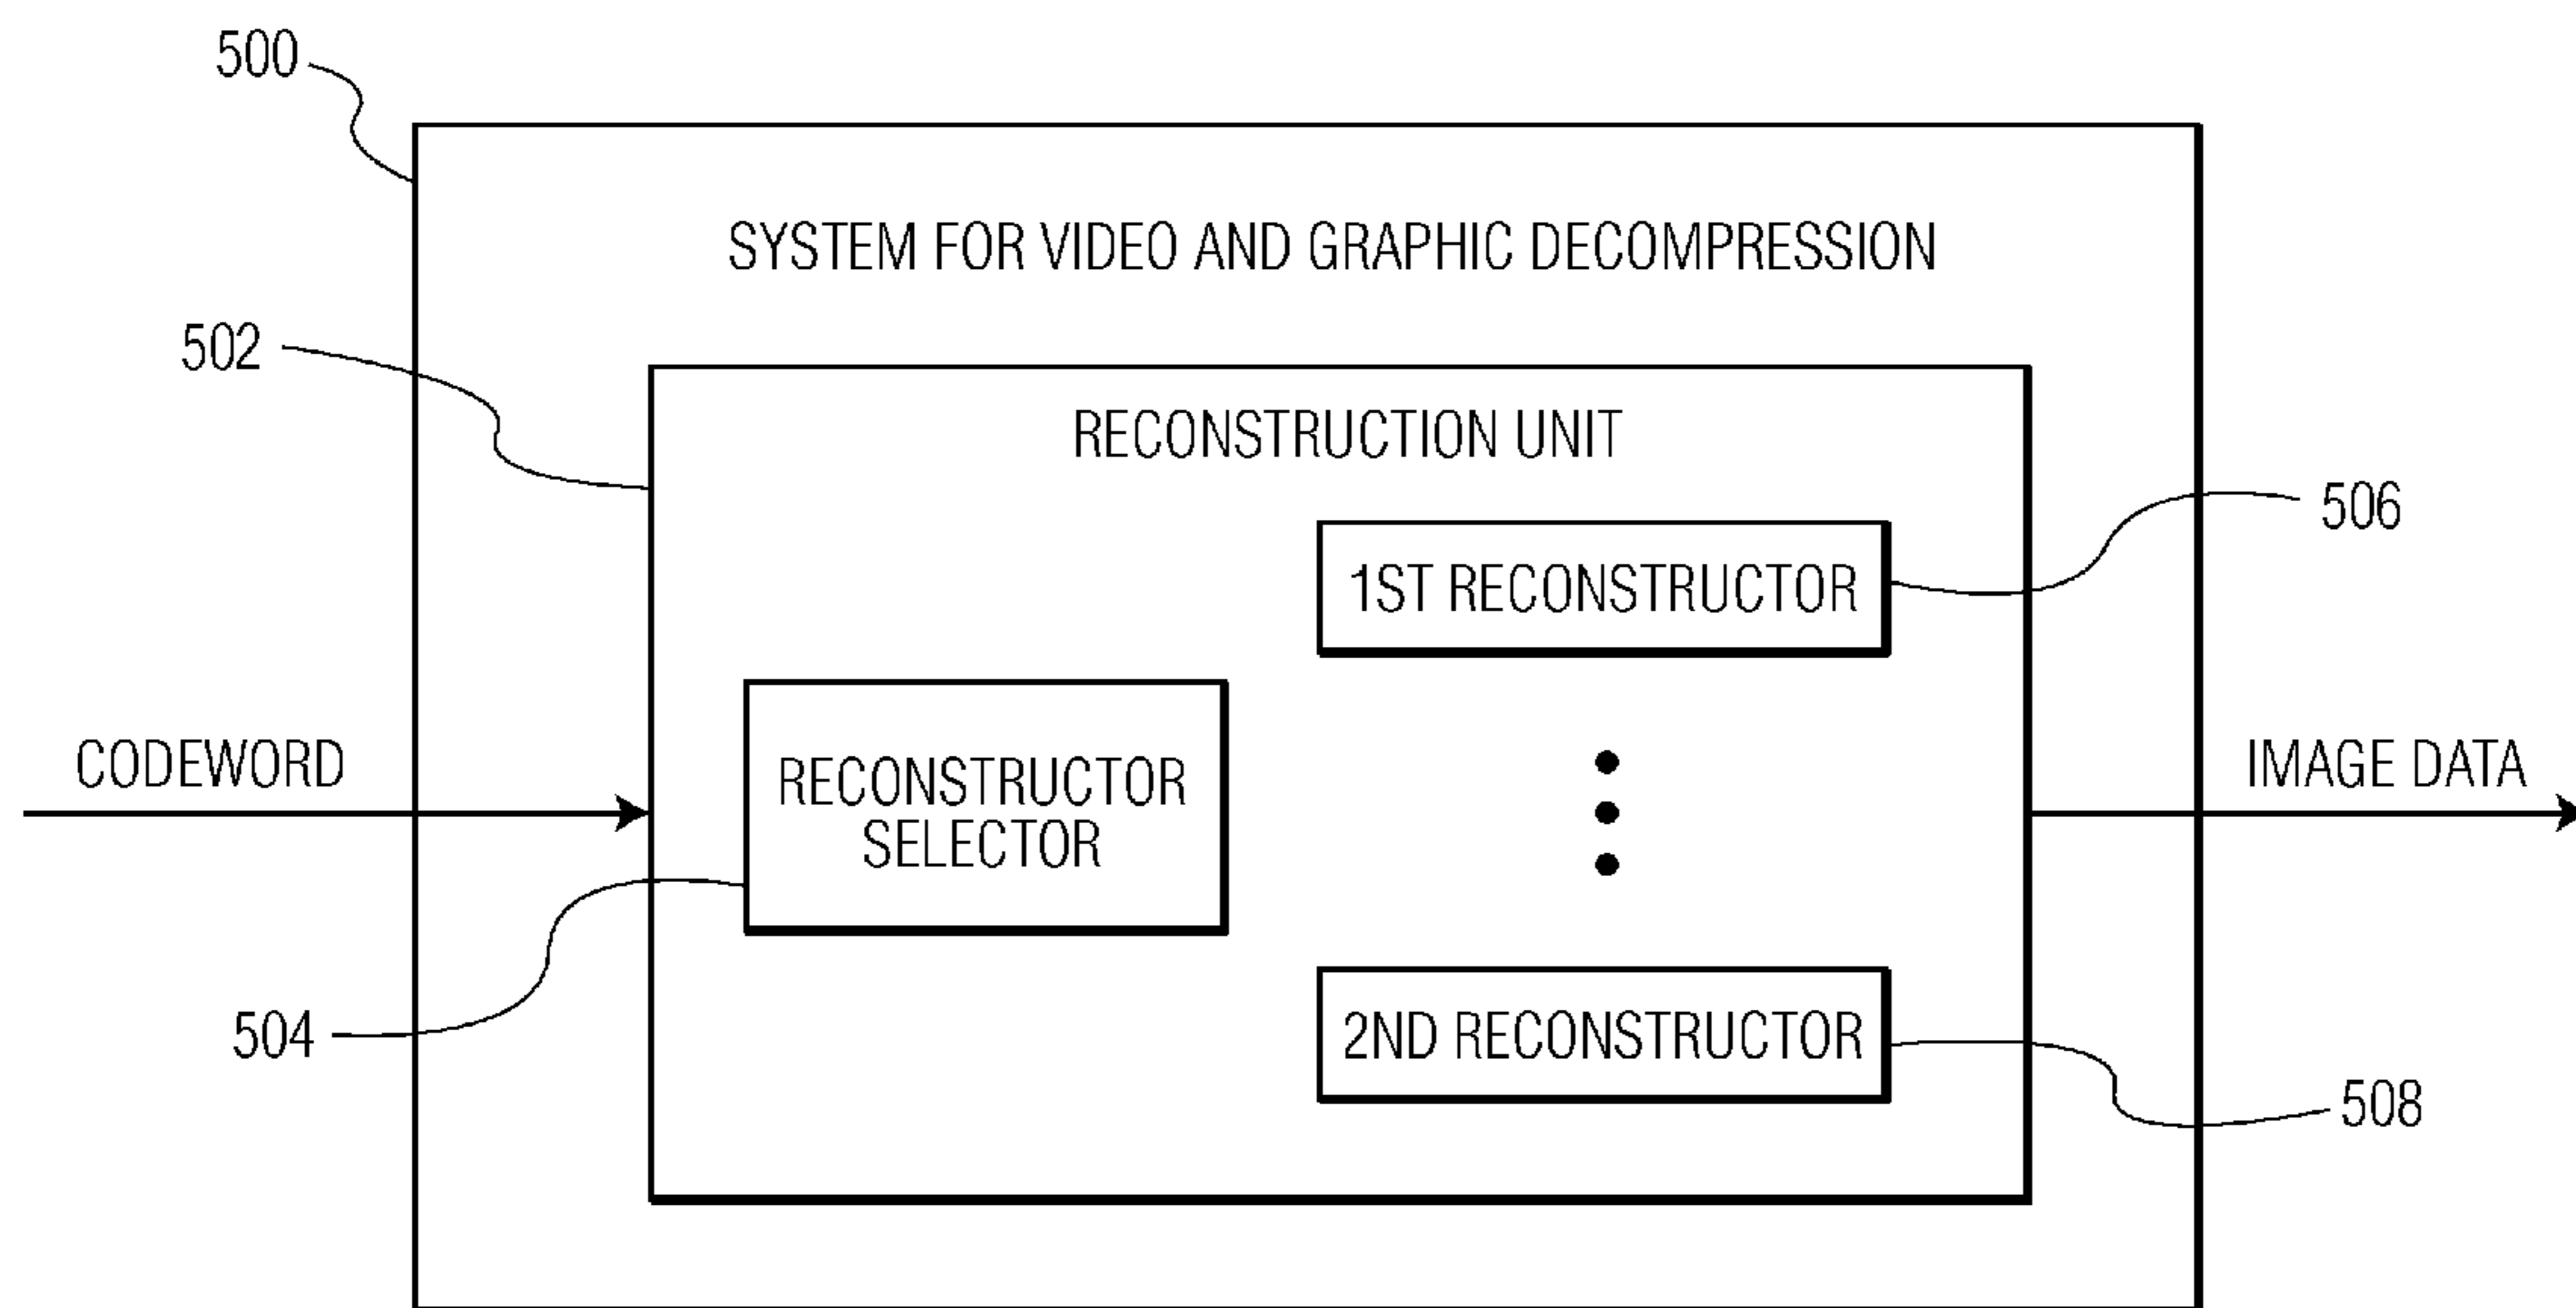 500
SYSTEM FOR VIDEO AND GRAPHIC DECOMPRESSION
502
RECONSTRUCTION UNIT
506
1ST RECONSTRUCTOR
CODEWORD
RECONSTRUCTOR
SELECTOR
IMAGE DATA
504
2ND RECONSTRUCTOR
508